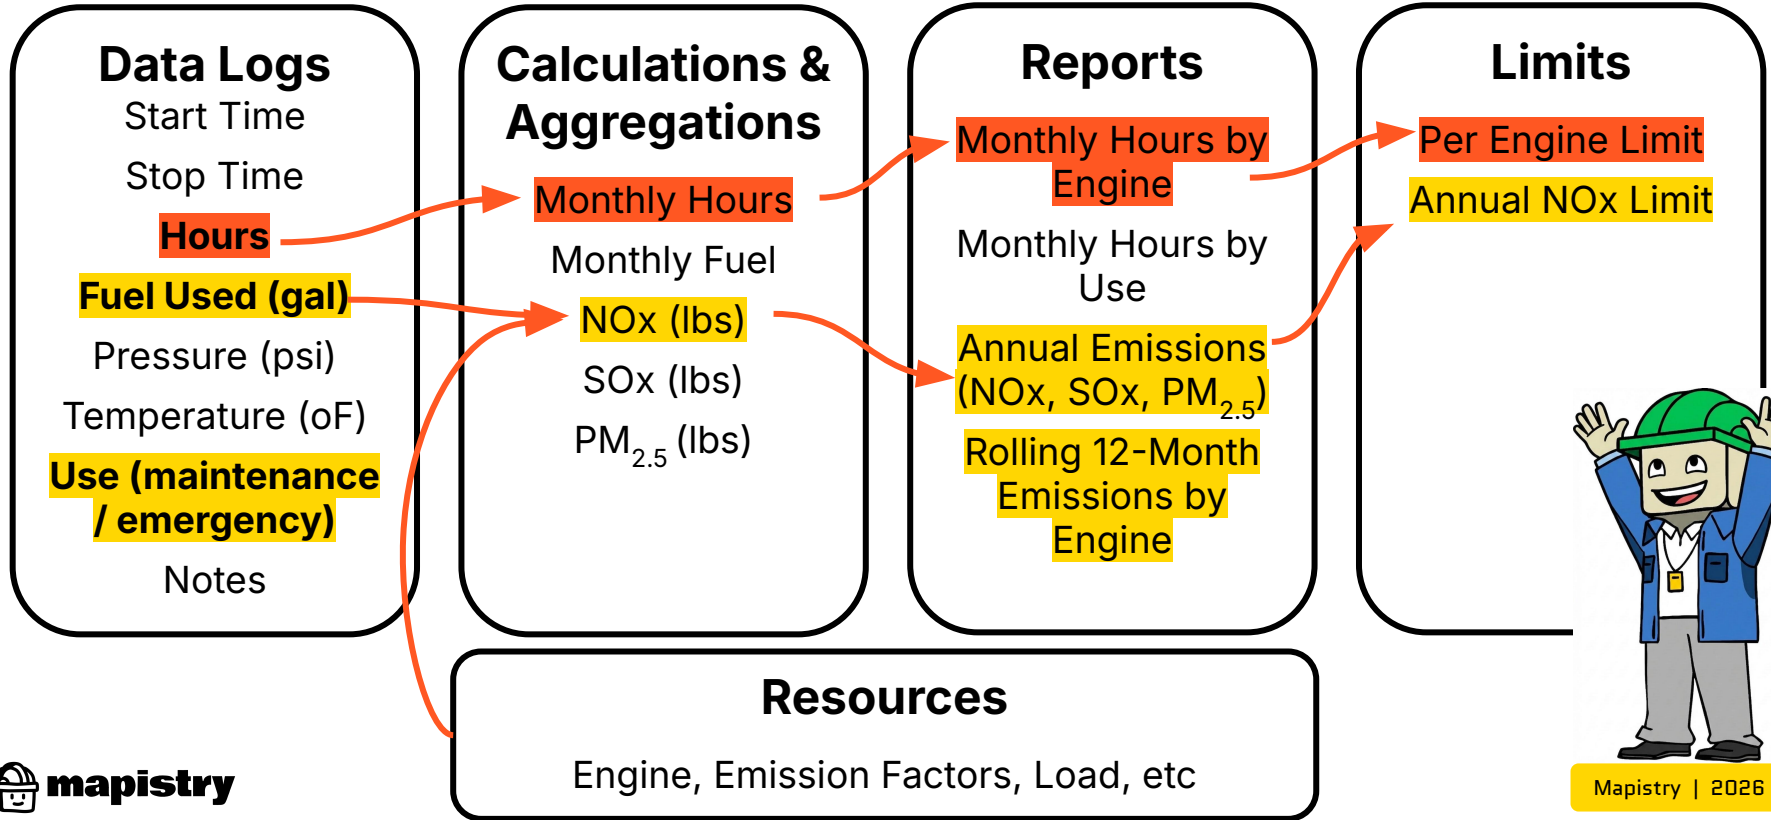 Data Logs
Start Time
Stop Time
Hours
Fuel Used (gal)
Pressure (psi)
Temperature (oF)
Use (maintenance
/ emergency)
Notes
Calculations &
Aggregations
Monthly Hours
Monthly Fuel
NOx (lbs)
SOx (lbs)
PM2.5 (lbs)
Reports
Monthly Hours by
Engine
Monthly Hours by
Use
Annual Emissions
(NOx, SOx, PM2.5)
Rolling 12-Month
Emissions by
Engine
Limits
Per Engine Limit
Annual NOx Limit
Resources
Engine, Emission Factors, Load, etc
mapistry
Mapistry | 2026